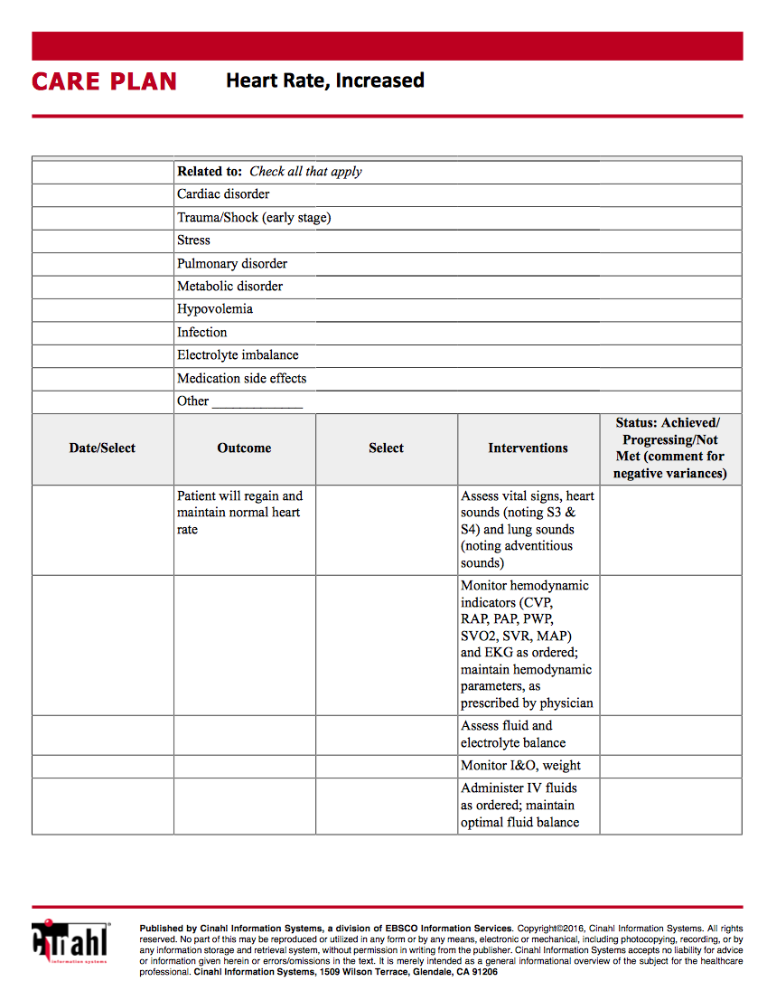 CARE PLAN Heart Rate, Increased
Related to: Check all that apply
Cardiac disorder
Trauma/Shock (early stage)
Stress
Pulmonary disorder
Metabolic disorder
Hypovolemia
Infection
Electrolyte imbalance
Medication side effects
Other _____________
Date/Select
Outcome
Select
Interventions
Status: Achieved/
Progressing/Not
Met (comment for
negative variances)
Patient will regain and
maintain normal heart
rate
Assess vital signs, heart
sounds (noting S3 &
S4) and lung sounds
(noting adventitious
sounds)
Monitor hemodynamic
indicators (CVP,
RAP, PAP, PWP,
SVO2, SVR, MAP)
and EKG as ordered;
maintain hemodynamic
parameters, as
prescribed by physician
Assess fluid and
electrolyte balance
Monitor I&O, weight
Administer IV fluids
as ordered; maintain
optimal fluid balance
Cinahl
information systems
Published by Cinahl Information Systems, a division of EBSCO Information Services. Copyright©2016, Cinahl Information Systems. All rights
reserved. No part of this may be reproduced or utilized in any form or by any means, electronic or mechanical, including photocopying, recording, or by
any information storage and retrieval system, without permission in writing from the publisher. Cinahl Information Systems accepts no liability for advice
or information given herein or errors/omissions in the text. It is merely intended as a general informational overview of the subject for the healthcare
professional. Cinahl Information Systems, 1509 Wilson Terrace, Glendale, CA 91206